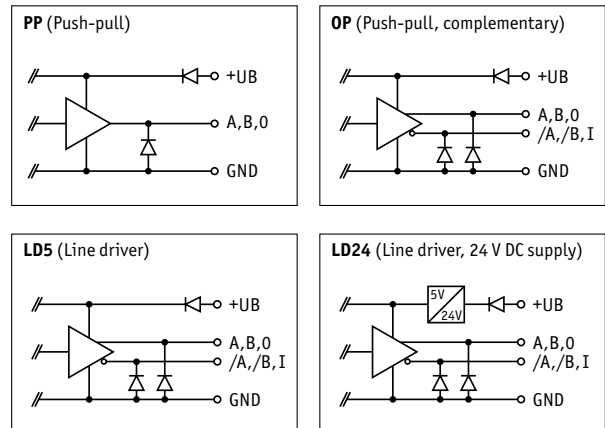 PP (Push-pull)
+UB
A,B,0
GND
OP (Push-pull, complementary)
+UB
A,B,0
/A,/B,I
GND
LD5 (Line driver)
+UB
A,B,0
/A,/B,I
GND
LD24 (Line driver, 24 V DC supply)
5V
24V
+UB
A,B,0
/A,/B,I
GND